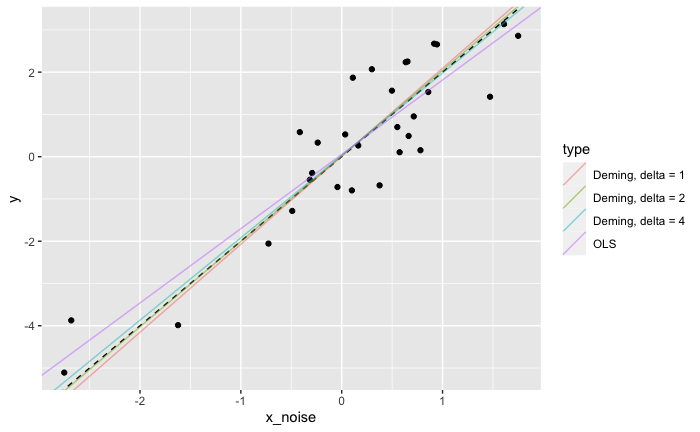 2
0
-2
-4
y
-2
-1
0
1
x_noise
type
Deming, delta = 1
Deming, delta = 2
Deming, delta = 4
OLS